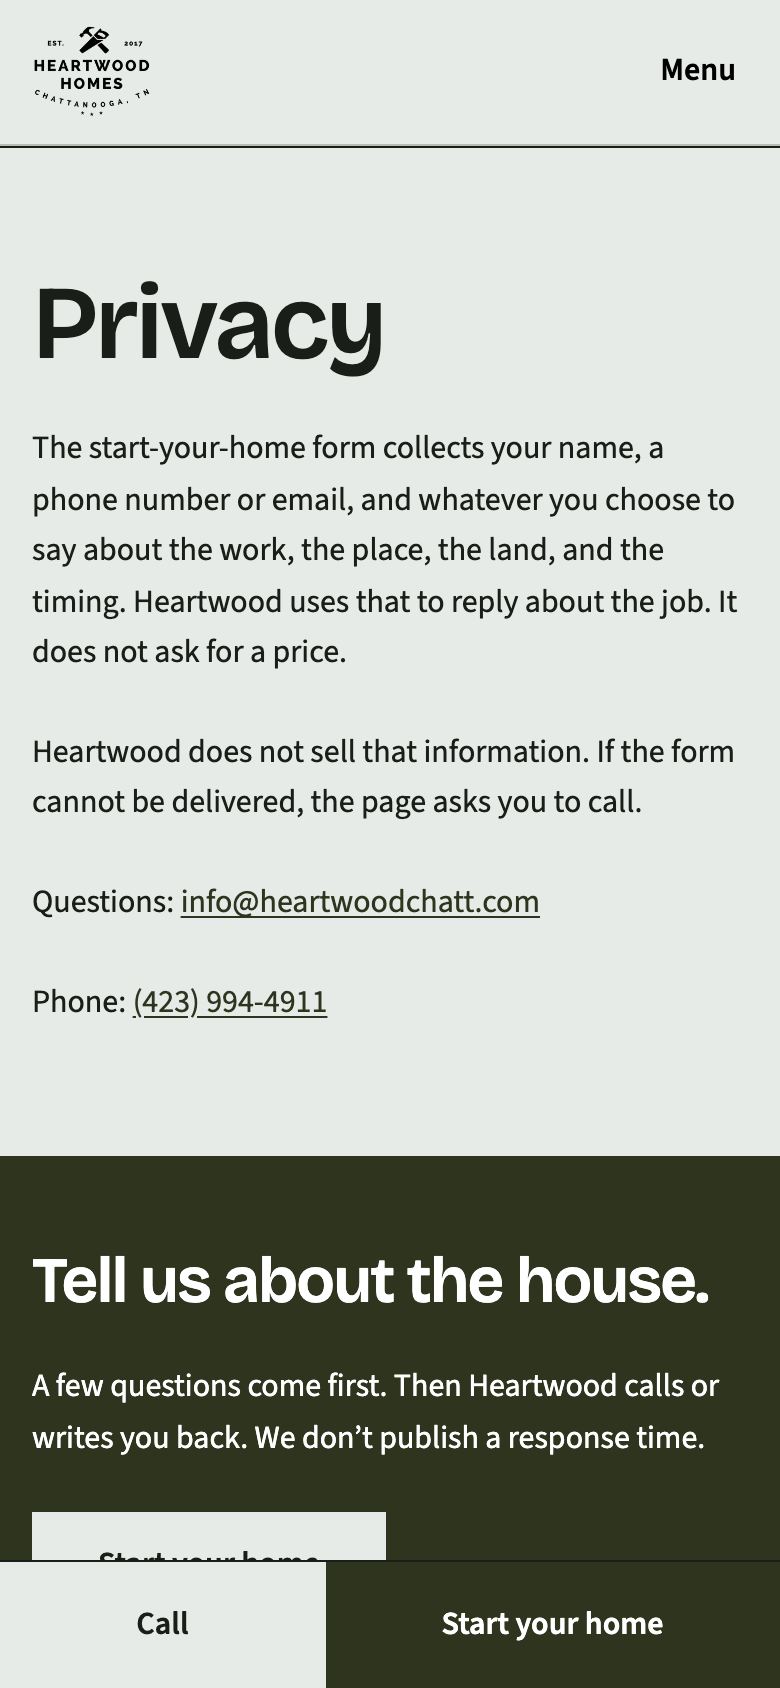 EST. 2017
HEARTWOOD
HOMES
CHATTANOOGA, TN
Menu
Privacy
The start-your-home form collects your name, a
phone number or email, and whatever you choose to
say about the work, the place, the land, and the
timing. Heartwood uses that to reply about the job. It
does not ask for a price.
Heartwood does not sell that information. If the form
cannot be delivered, the page asks you to call.
Questions: info@heartwoodchatt.com
Phone: (423) 994-4911
Tell us about the house.
A few questions come first. Then Heartwood calls or
writes you back. We don’t publish a response time.
Start your home
Call
Start your home